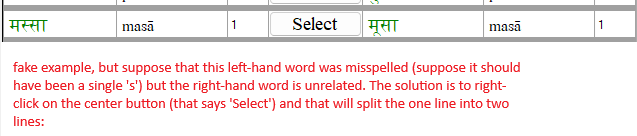 मस्सा masā 1 Select मूसा masā 1
fake example, but suppose that this left-hand word was misspelled (suppose it should
have been a single 's') but the right-hand word is unrelated. The solution is to right-
click on the center button (that says 'Select') and that will split the one line into two
lines: